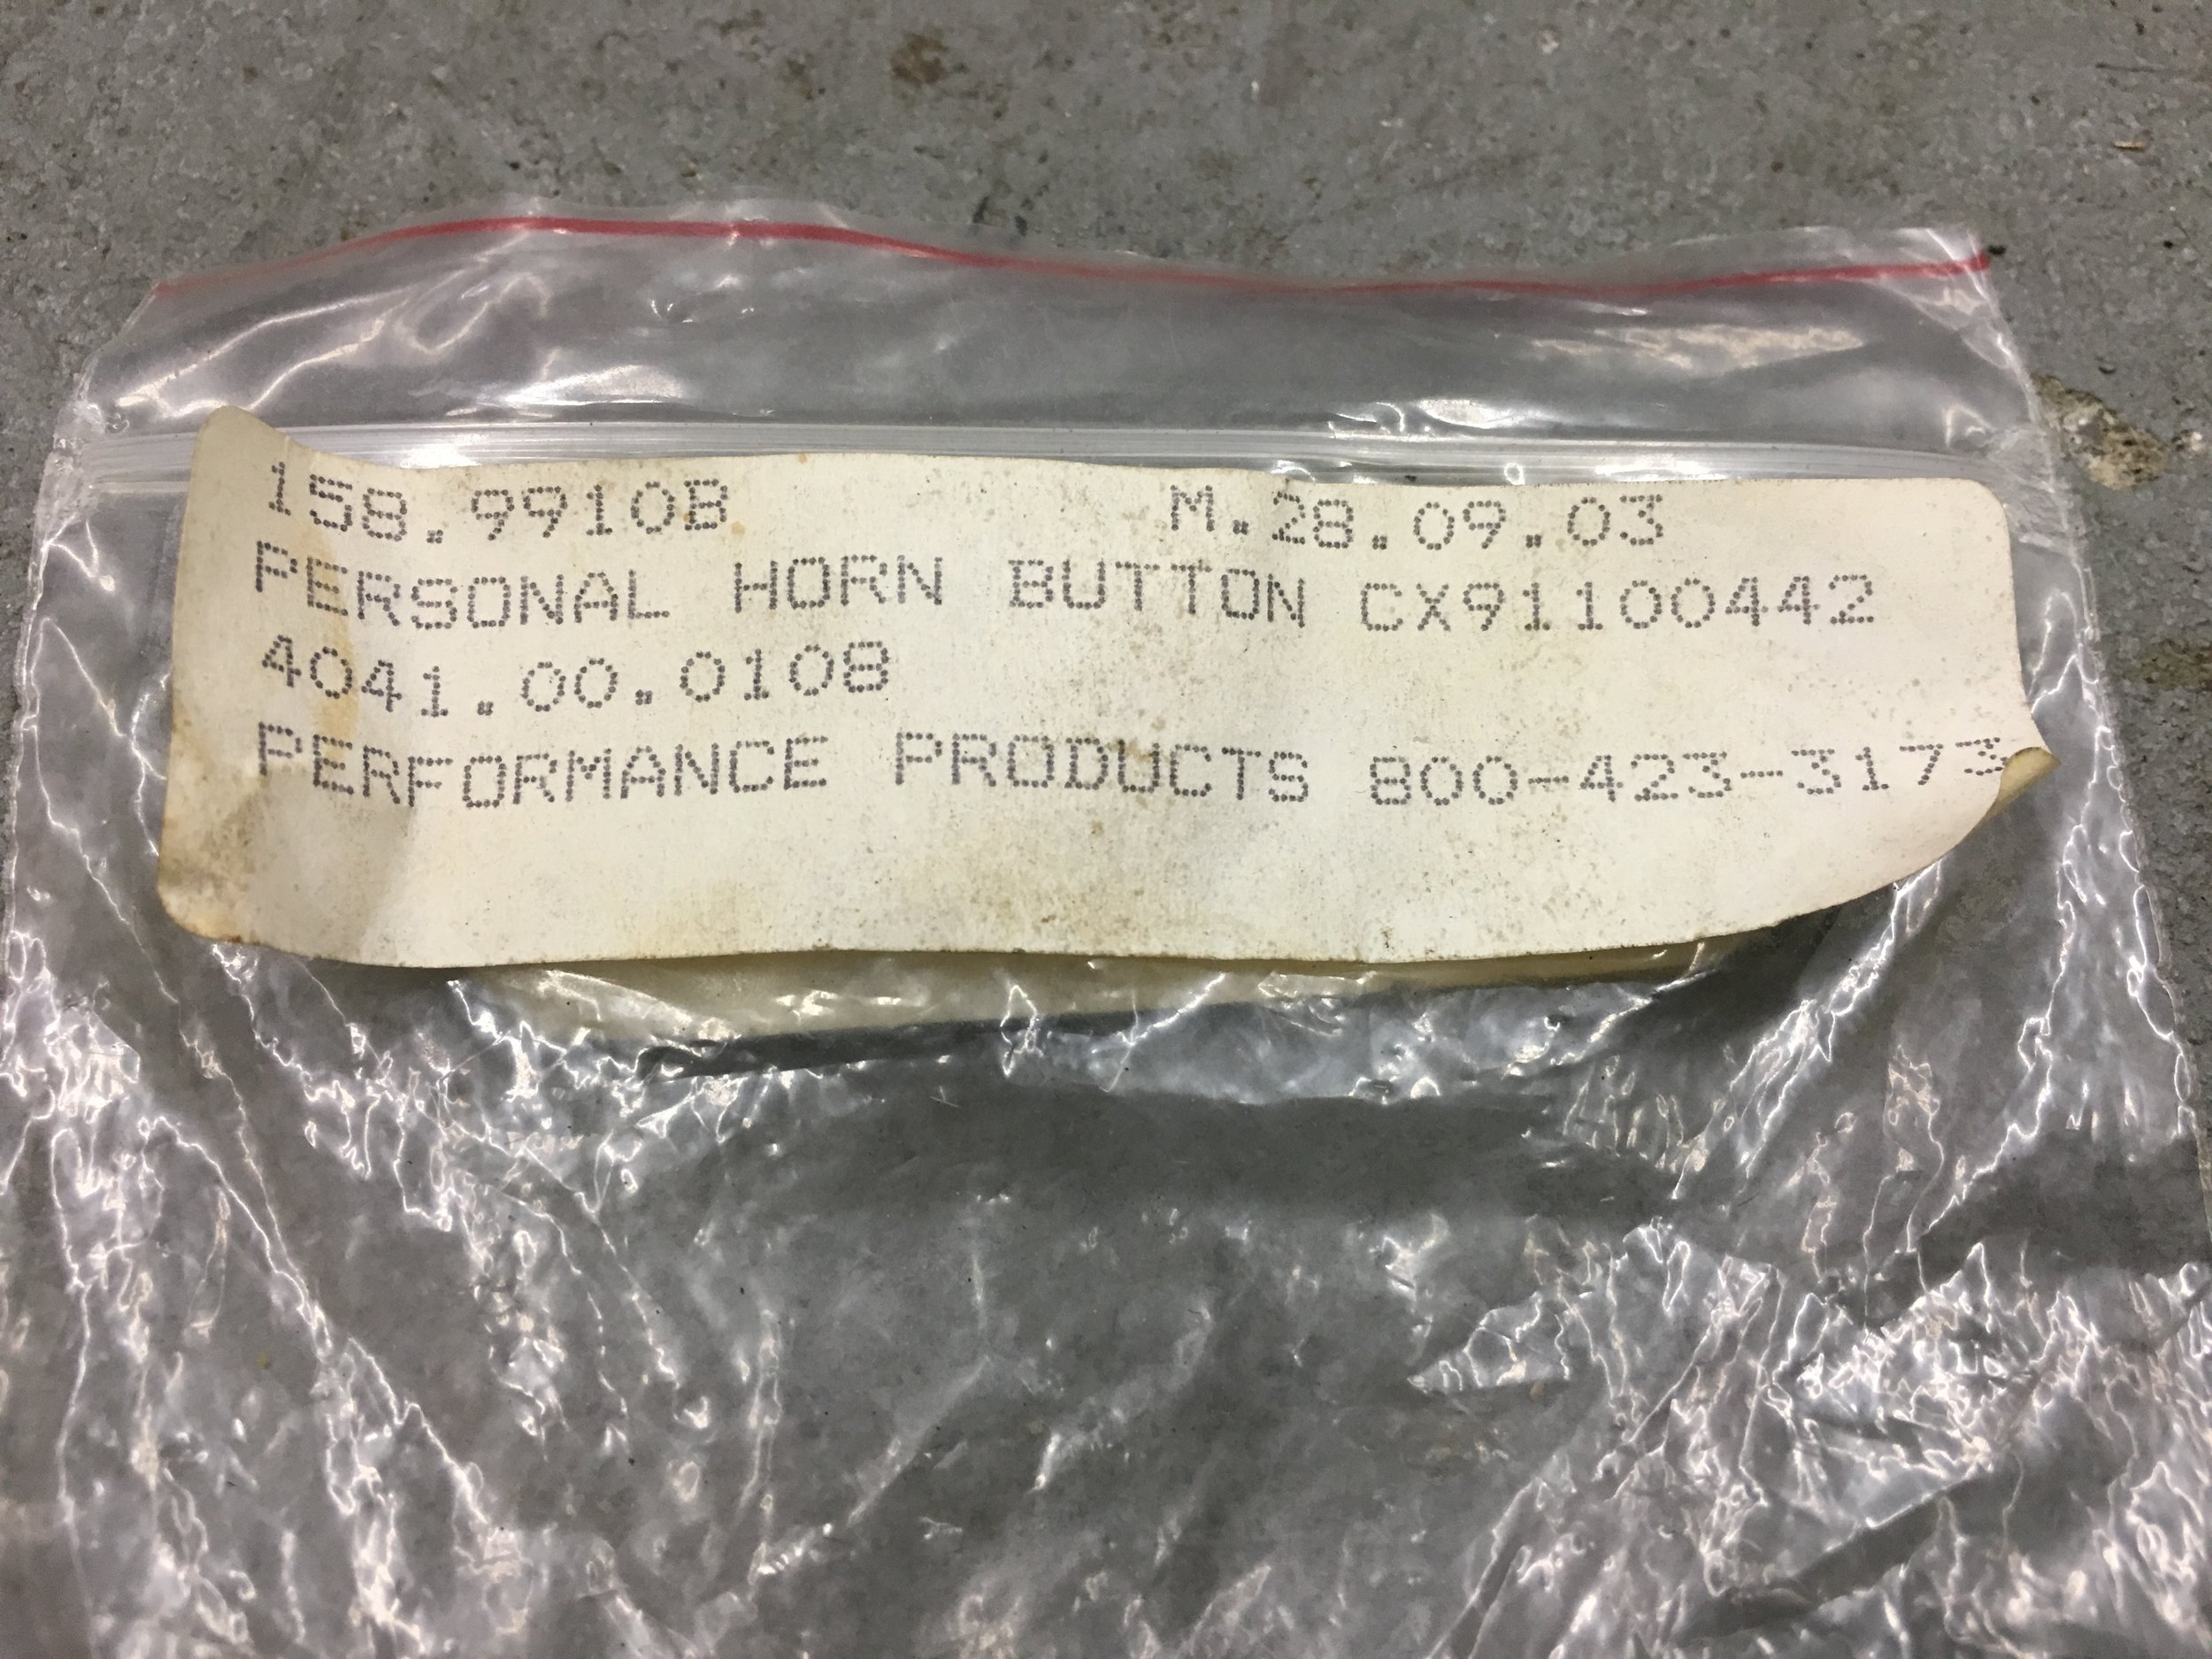 158.9910B M.28.09.03
PERSONAL HORN BUTTON CX91100442
4041.00.0108
PERFORMANCE PRODUCTS 800-423-3173